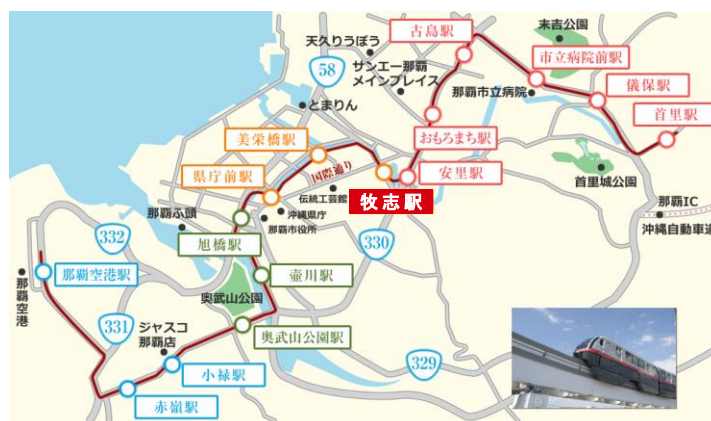 末吉公園
古島駅
天久りうぼう
58
サンエー那覇
メインプレイス
市立病院前駅
那覇市立病院
儀保駅
とまりん
首里駅
美栄橋駅
おもろまち駅
国際通り
県庁前駅
安里駅
首里城公園
伝統工芸館
牧志駅
沖縄県庁
那覇市役所
那覇IC
沖縄自動車道
那覇ふ頭
332
旭橋駅
330
那覇空港駅
壷川駅
那覇空港
奥武山公園
331
ジャスコ
那覇店
奥武山公園駅
329
小禄駅
赤嶺駅